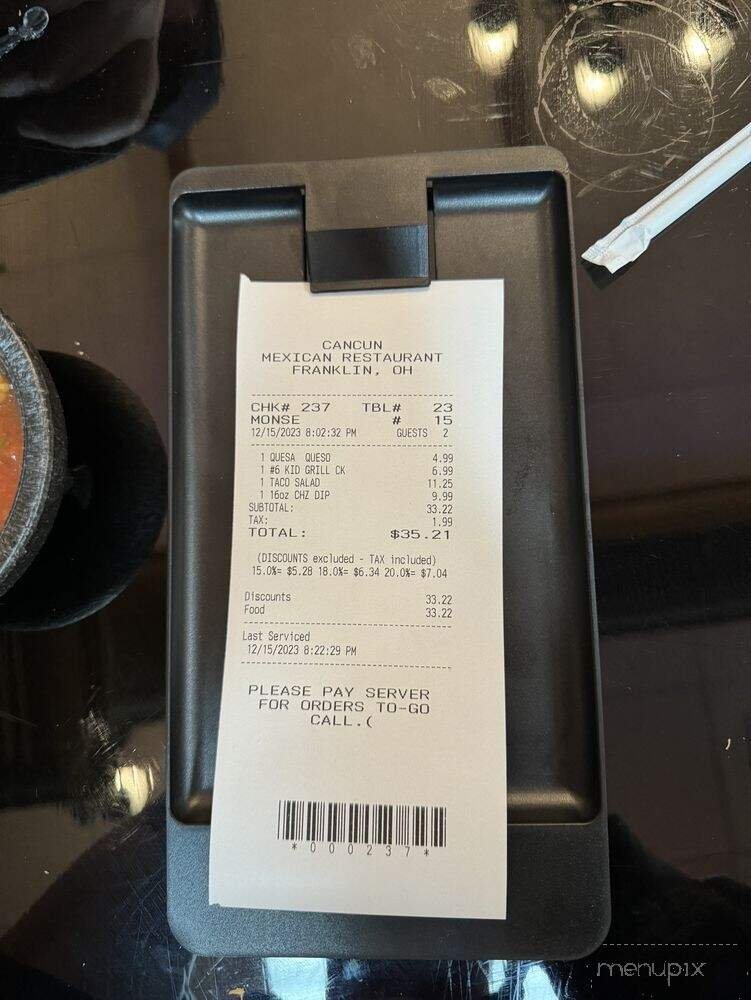 CANCUN
MEXICAN RESTAURANT
FRANKLIN, OH
CHK# 237 TBL# 23
MONSE # 15
12/15/2023 8:02:32 PM GUESTS 2
1 QUESA QUESO 4.99
1 #6 KID GRILL CK 6.99
1 TACO SALAD 11.25
1 16oz CHZ DIP 9.99
SUBTOTAL: 33.22
TAX: 1.99
TOTAL: $35.21
(DISCOUNTS excluded - TAX included)
15.0%= $5.28 18.0%= $6.34 20.0%= $7.04
Discounts 33.22
Food 33.22
Last Serviced
12/15/2023 8:22:29 PM
PLEASE PAY SERVER
FOR ORDERS TO-GO
CALL.(
*000237*
menupix